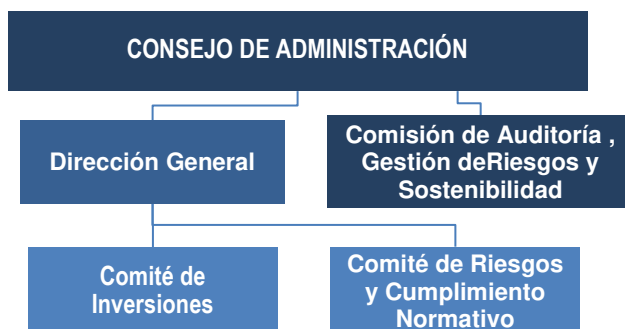 CONSEJO DE ADMINISTRACIÓN
Dirección General
Comisión de Auditoría ,
Gestión deRiesgos y
Sostenibilidad
Comité de
Inversiones
Comité de Riesgos
y Cumplimiento
Normativo